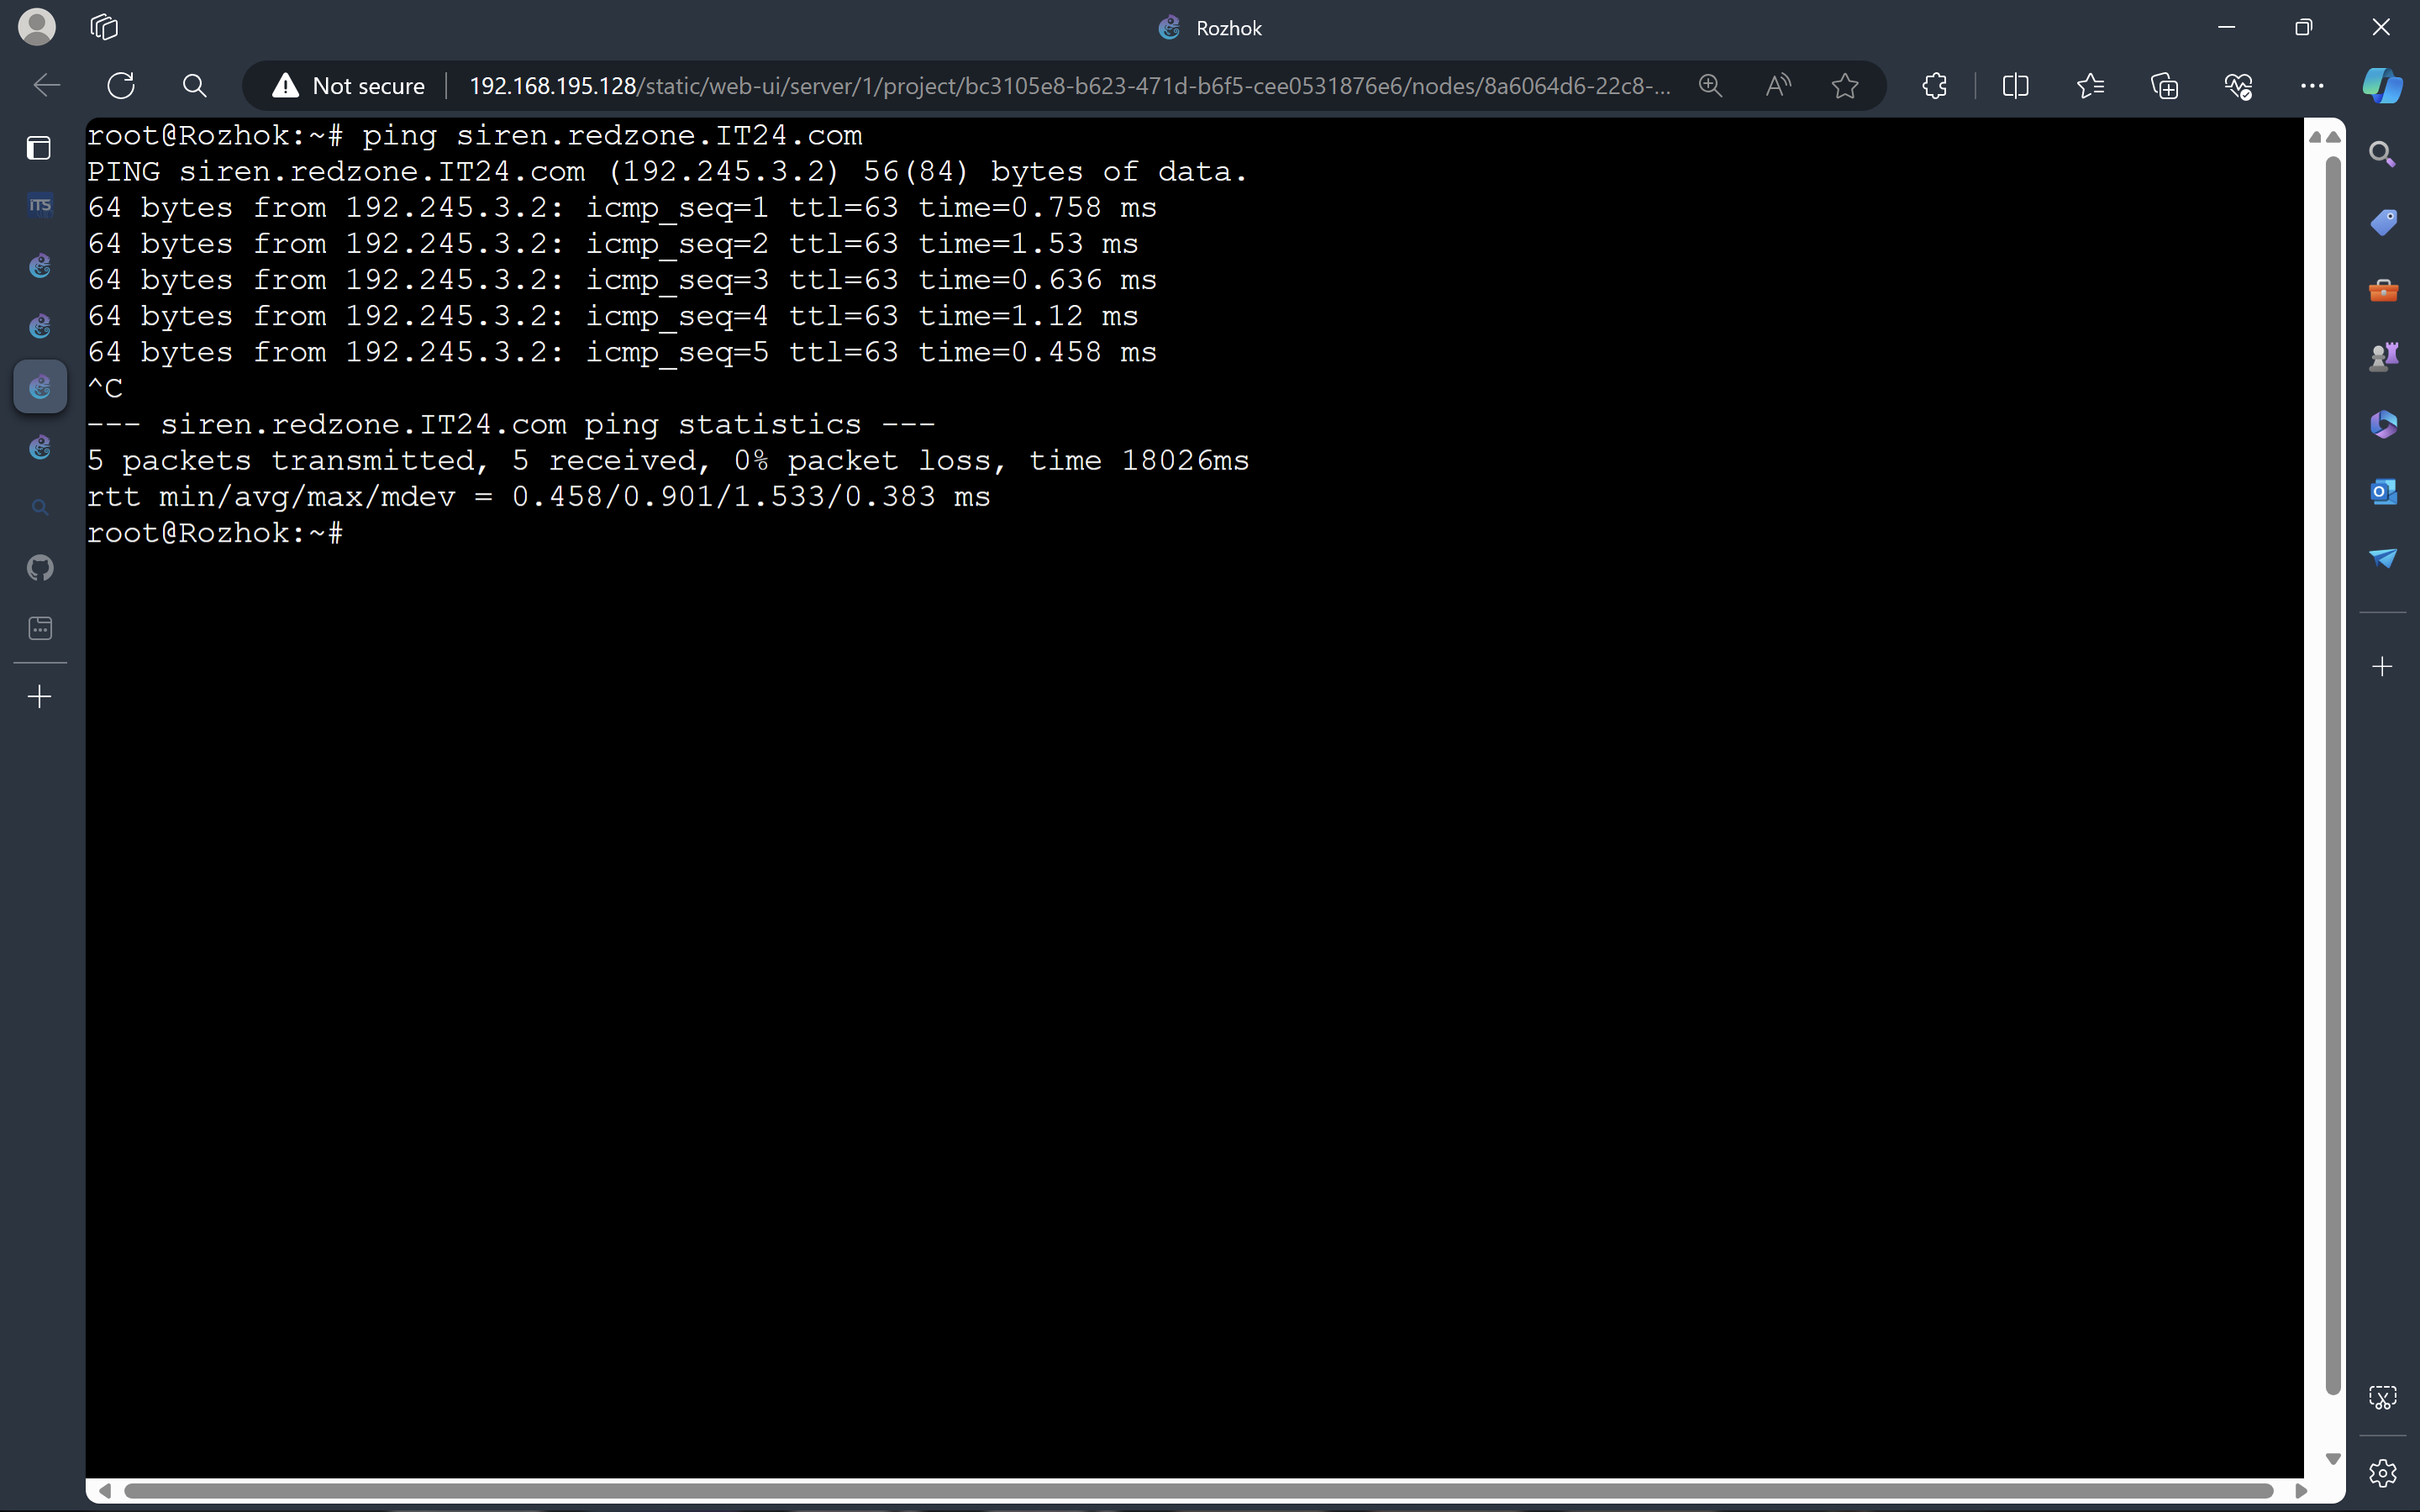 Rozhok
Not secure
192.168.195.128/static/web-ui/server/1/project/bc3105e8-b623-471d-b6f5-cee0531876e6/nodes/8a6064d6-22c8-...
ITS
root@Rozhok:~# ping siren.redzone.IT24.com
PING siren.redzone.IT24.com (192.245.3.2) 56(84) bytes of data.
64 bytes from 192.245.3.2: icmp_seq=1 ttl=63 time=0.758 ms
64 bytes from 192.245.3.2: icmp_seq=2 ttl=63 time=1.53 ms
64 bytes from 192.245.3.2: icmp_seq=3 ttl=63 time=0.636 ms
64 bytes from 192.245.3.2: icmp_seq=4 ttl=63 time=1.12 ms
64 bytes from 192.245.3.2: icmp_seq=5 ttl=63 time=0.458 ms
^C
--- siren.redzone.IT24.com ping statistics ---
5 packets transmitted, 5 received, 0% packet loss, time 18026ms
rtt min/avg/max/mdev = 0.458/0.901/1.533/0.383 ms
root@Rozhok:~#